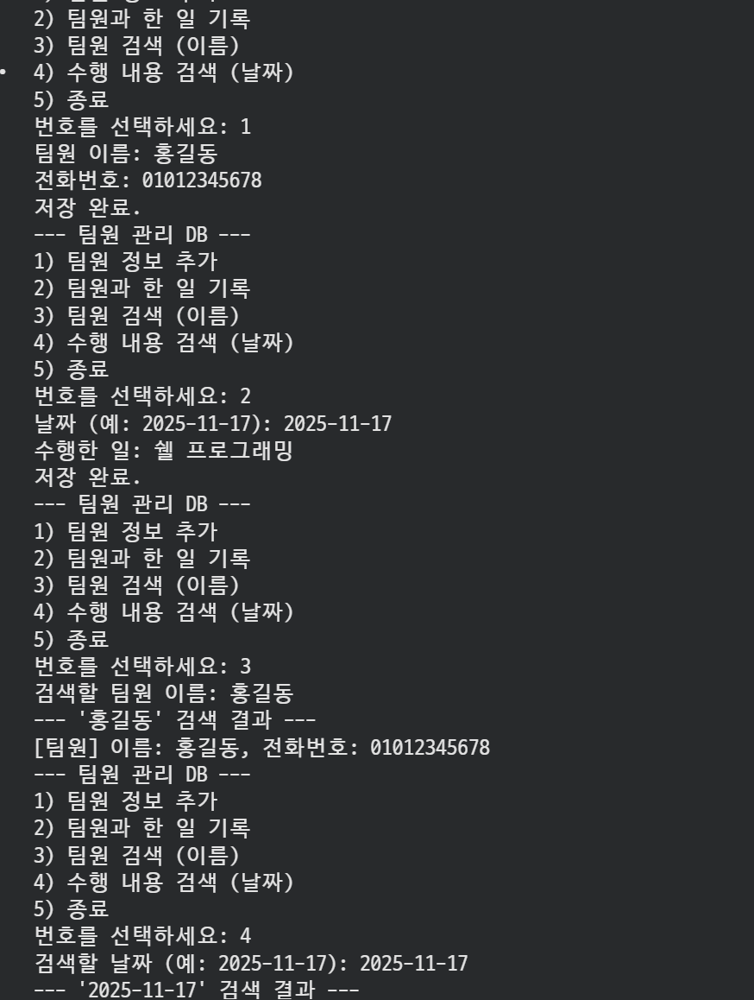 2) 팀원과 한 일 기록
3) 팀원 검색 (이름)
4) 수행 내용 검색 (날짜)
5) 종료
번호를 선택하세요: 1
팀원 이름: 홍길동
전화번호: 01012345678
저장 완료.
--- 팀원 관리 DB ---
1) 팀원 정보 추가
2) 팀원과 한 일 기록
3) 팀원 검색 (이름)
4) 수행 내용 검색 (날짜)
5) 종료
번호를 선택하세요: 2
날짜 (예: 2025-11-17): 2025-11-17
수행한 일: 쉘 프로그래밍
저장 완료.
--- 팀원 관리 DB ---
1) 팀원 정보 추가
2) 팀원과 한 일 기록
3) 팀원 검색 (이름)
4) 수행 내용 검색 (날짜)
5) 종료
번호를 선택하세요: 3
검색할 팀원 이름: 홍길동
--- '홍길동' 검색 결과 ---
[팀원] 이름: 홍길동, 전화번호: 01012345678
--- 팀원 관리 DB ---
1) 팀원 정보 추가
2) 팀원과 한 일 기록
3) 팀원 검색 (이름)
4) 수행 내용 검색 (날짜)
5) 종료
번호를 선택하세요: 4
검색할 날짜 (예: 2025-11-17): 2025-11-17
--- '2025-11-17' 검색 결과 ---